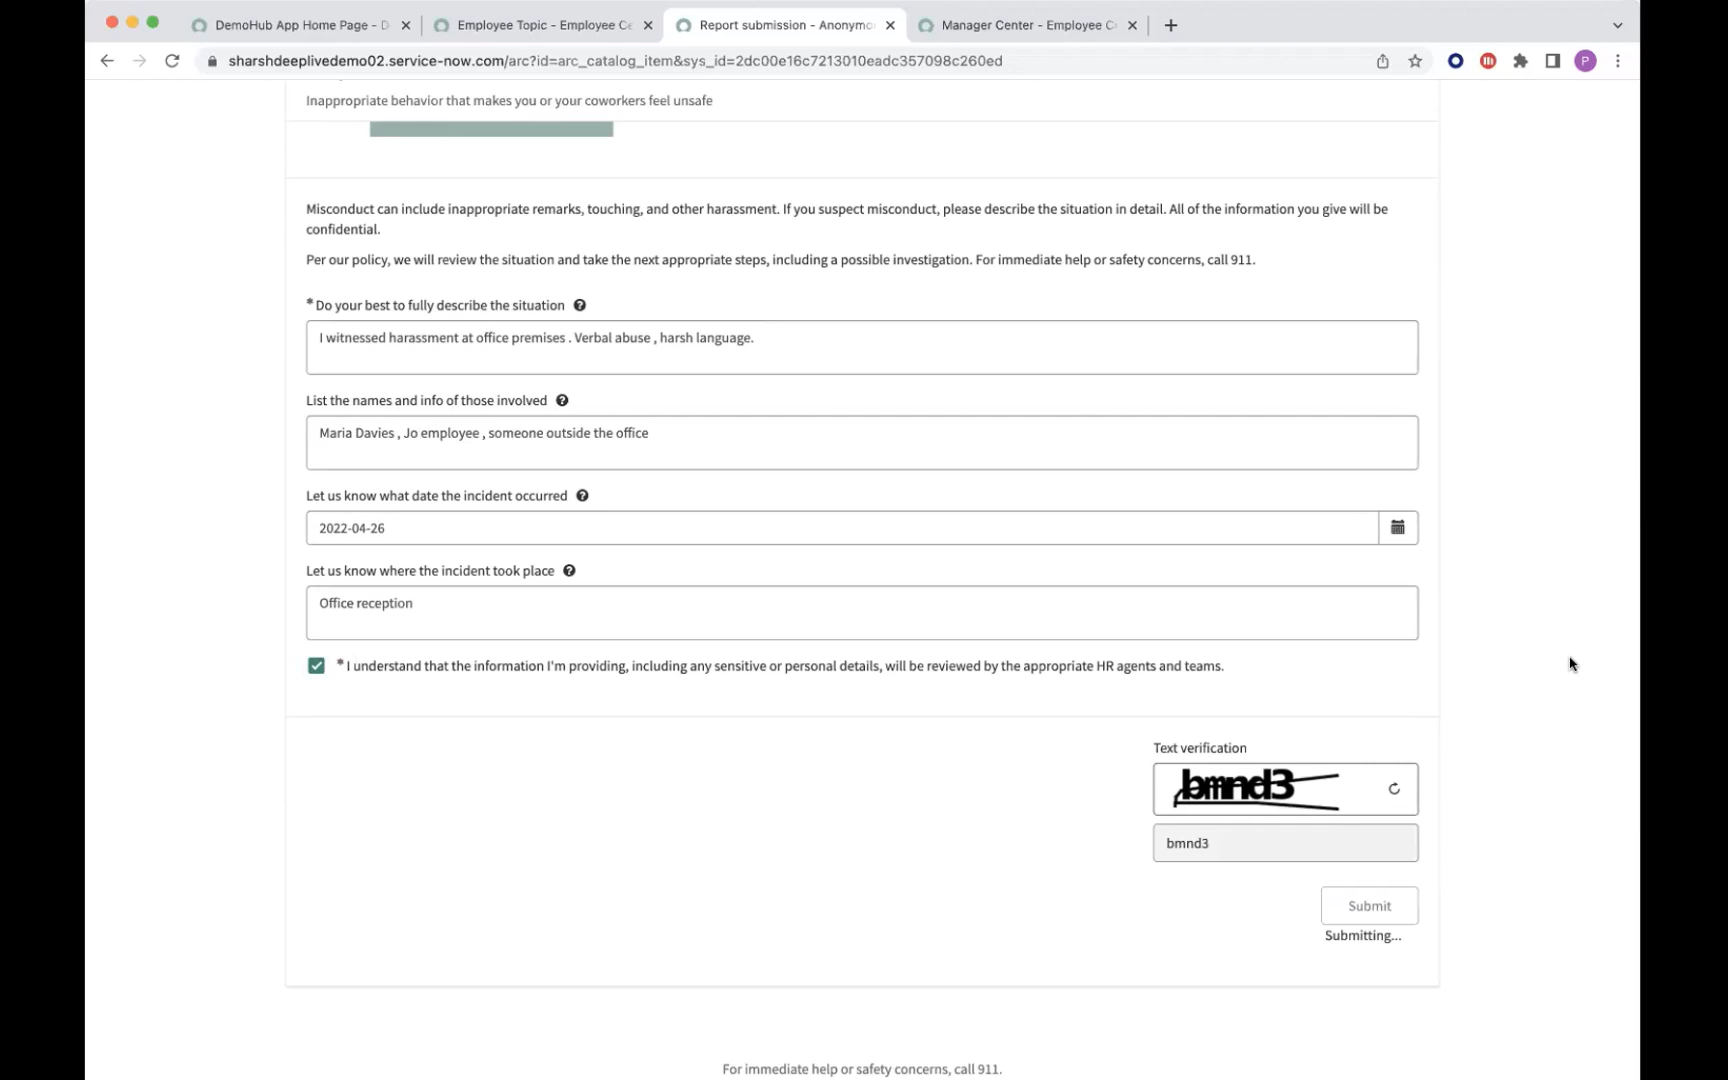 DemoHub App Home Page - D
Employee Topic - Employee Ce
Report submission - Anonymo
Manager Center - Employee C
sharshdeeplivedemo02.service-now.com/arc?id=arc_catalog_item&sys_id=2dc00e16c7213010eadc357098c260ed
P
Inappropriate behavior that makes you or your coworkers feel unsafe
Misconduct can include inappropriate remarks, touching, and other harassment. If you suspect misconduct, please describe the situation in detail. All of the information you give will be
confidential.
Per our policy, we will review the situation and take the next appropriate steps, including a possible investigation. For immediate help or safety concerns, call 911.
* Do your best to fully describe the situation
I witnessed harassment at office premises . Verbal abuse , harsh language.
List the names and info of those involved
Maria Davies , Jo employee , someone outside the office
Let us know what date the incident occurred
2022-04-26
Let us know where the incident took place
Office reception
* I understand that the information I'm providing, including any sensitive or personal details, will be reviewed by the appropriate HR agents and teams.
Text verification
bmnd3
bmnd3
Submit
Submitting...
For immediate help or safety concerns, call 911.